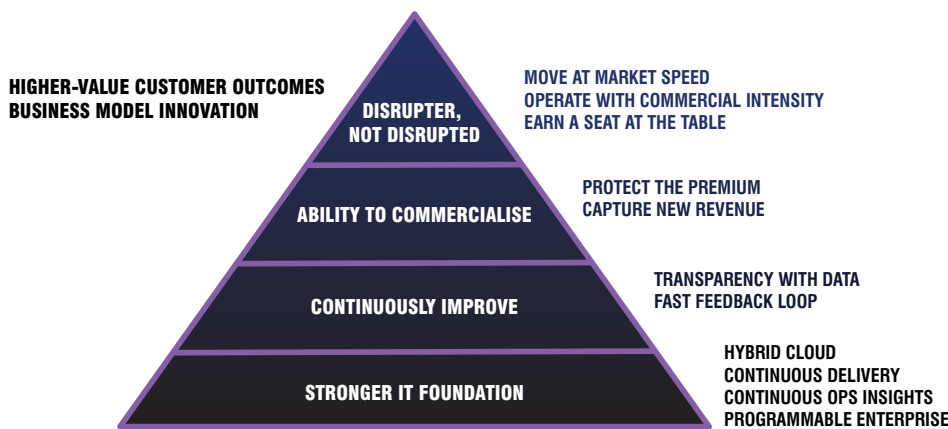 HIGHER-VALUE CUSTOMER OUTCOMES
BUSINESS MODEL INNOVATION
DISRUPTER,
NOT DISRUPTED
MOVE AT MARKET SPEED
OPERATE WITH COMMERCIAL INTENSITY
EARN A SEAT AT THE TABLE
ABILITY TO COMMERCIALISE
PROTECT THE PREMIUM
CAPTURE NEW REVENUE
CONTINUOUSLY IMPROVE
TRANSPARENCY WITH DATA
FAST FEEDBACK LOOP
STRONGER IT FOUNDATION
HYBRID CLOUD
CONTINUOUS DELIVERY
CONTINUOUS OPS INSIGHTS
PROGRAMMABLE ENTERPRISE